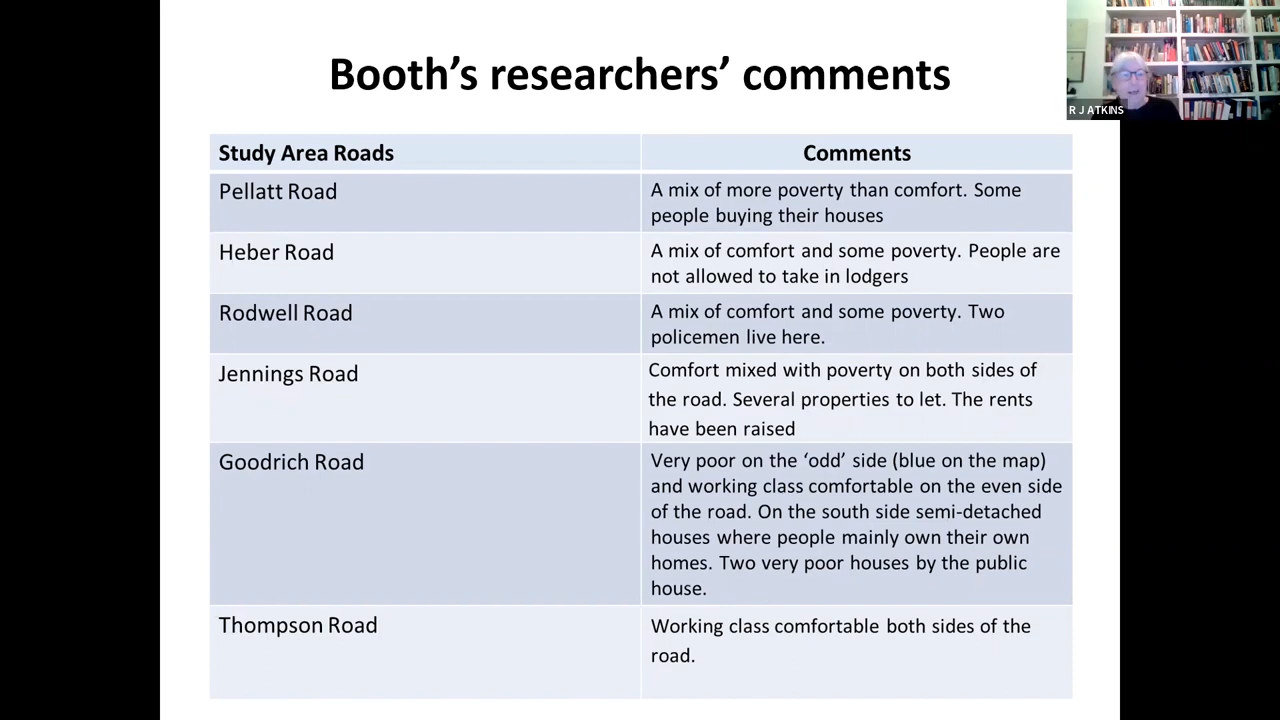 Booth’s researchers’ comments
R J ATKINS
Study Area Roads
Comments
Pellatt Road
A mix of more poverty than comfort. Some
people buying their houses
Heber Road
A mix of comfort and some poverty. People are
not allowed to take in lodgers
Rodwell Road
A mix of comfort and some poverty. Two
policemen live here.
Jennings Road
Comfort mixed with poverty on both sides of
the road. Several properties to let. The rents
have been raised
Goodrich Road
Very poor on the ‘odd’ side (blue on the map)
and working class comfortable on the even side
of the road. On the south side semi-detached
houses where people mainly own their own
homes. Two very poor houses by the public
house.
Thompson Road
Working class comfortable both sides of the
road.